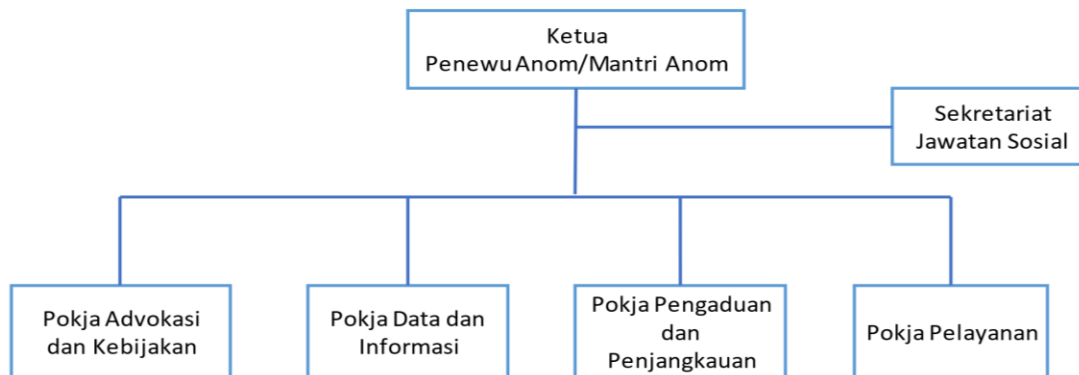 Ketua
Penewu Anom/Mantri Anom
Sekretariat
Jawatan Sosial
Pokja Advokasi
dan Kebijakan
Pokja Data dan
Informasi
Pokja Pengaduan
dan
Penjangkauan
Pokja Pelayanan